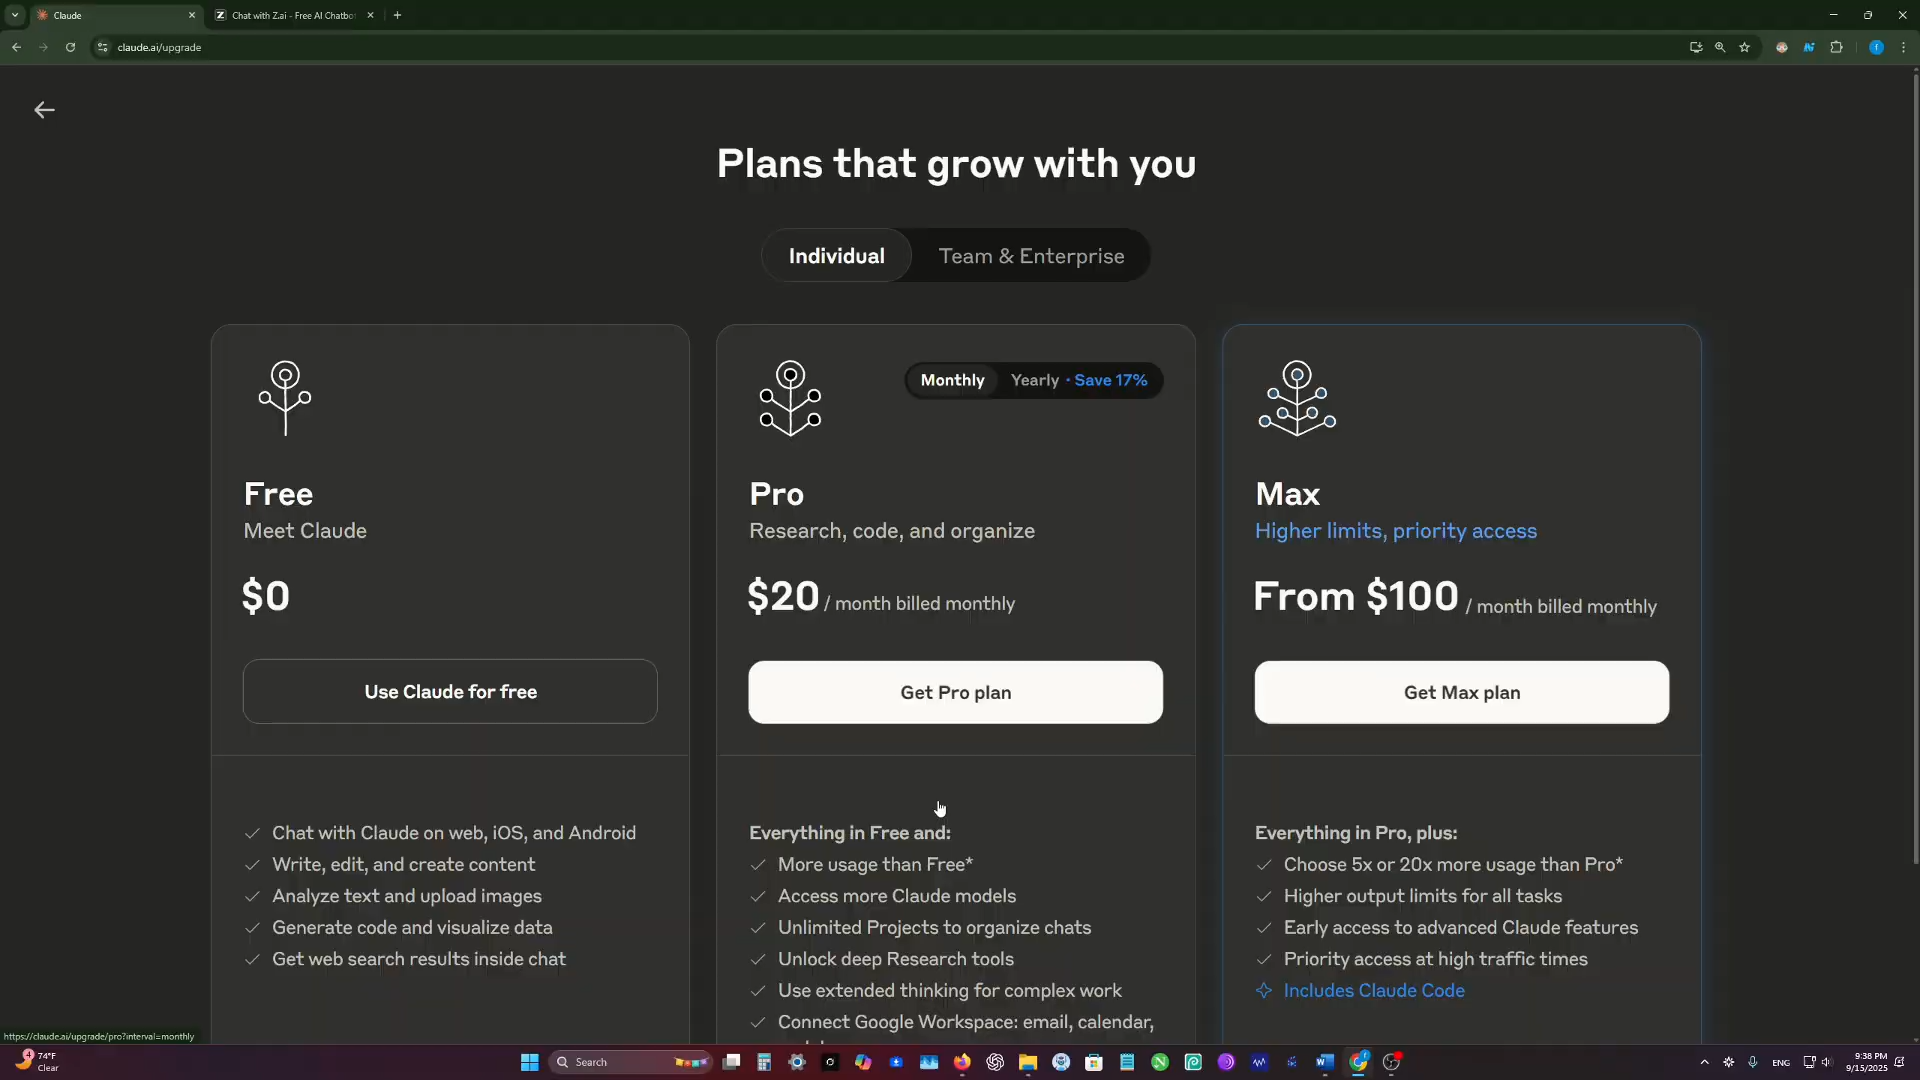 Claude
Chat with Z.ai - Free AI Chatbo
claude.ai/upgrade
Plans that grow with you
Individual
Team & Enterprise
Free
Meet Claude
$0
Use Claude for free
Chat with Claude on web, iOS, and Android
Write, edit, and create content
Analyze text and upload images
Generate code and visualize data
Get web search results inside chat
Monthly
Yearly · Save 17%
Pro
Research, code, and organize
$20 / month billed monthly
Get Pro plan
Everything in Free and:
More usage than Free*
Access more Claude models
Unlimited Projects to organize chats
Unlock deep Research tools
Use extended thinking for complex work
Connect Google Workspace: email, calendar,
Max
Higher limits, priority access
From $100 / month billed monthly
Get Max plan
Everything in Pro, plus:
Choose 5x or 20x more usage than Pro*
Higher output limits for all tasks
Early access to advanced Claude features
Priority access at high traffic times
Includes Claude Code
https://claude.ai/upgrade/pro?interval=monthly
74°F
Clear
Search
ENG
9:38 PM
9/15/2025